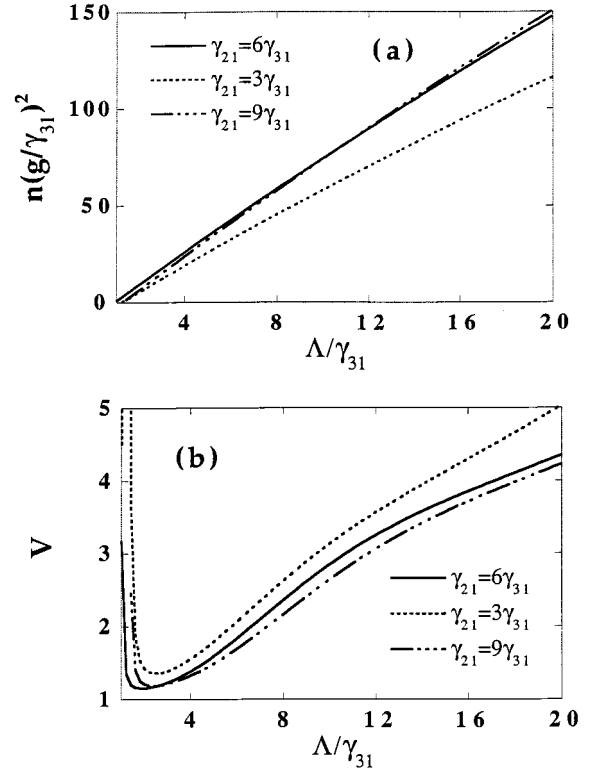 (a)
γ₂₁=6γ₃₁
γ₂₁=3γ₃₁
γ₂₁=9γ₃₁
n(g/γ₃₁)²
150
100
50
0
4 8 12 16 20
Λ/γ₃₁
(b)
γ₂₁=6γ₃₁
γ₂₁=3γ₃₁
γ₂₁=9γ₃₁
V
5
4
3
2
1
4 8 12 16 20
Λ/γ₃₁